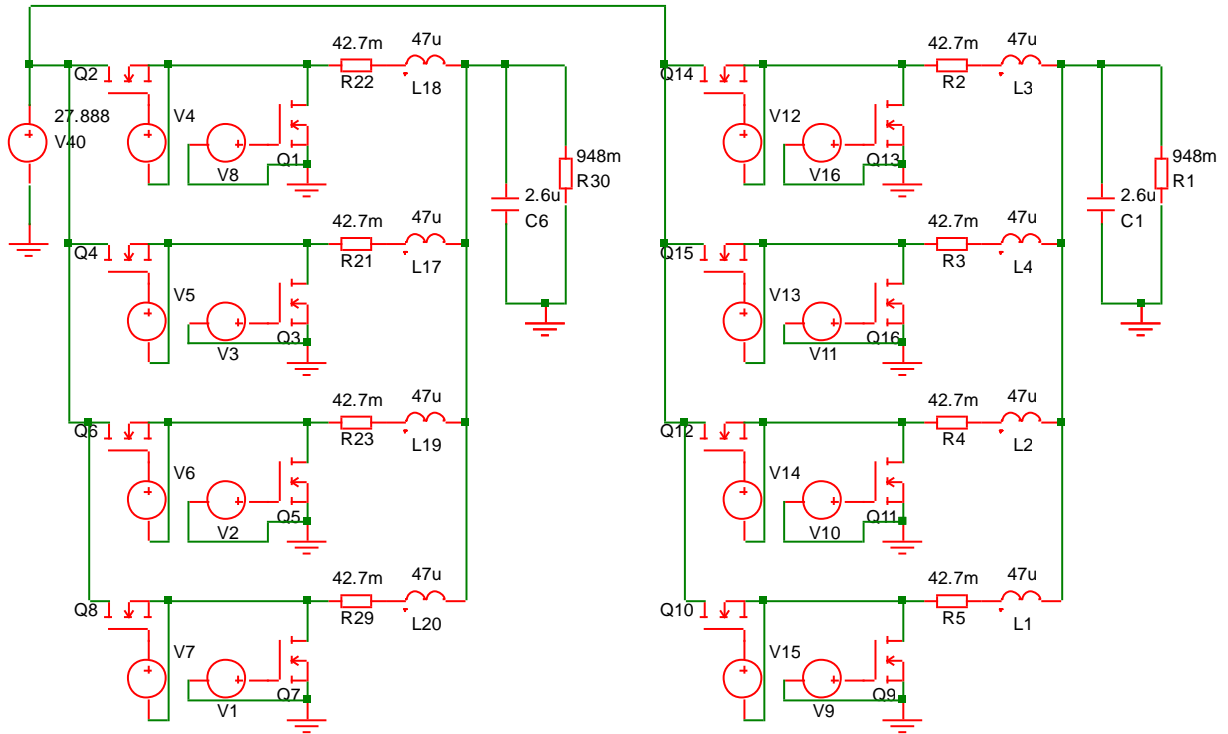 42.7m 47u 42.7m 47u
Q2 Q14
R22 L18 R2 L3
27.888 V4 V12
V40
Q1 948m Q13 948m
V8 R30 V16 R1
2.6u 2.6u
C6 C1
42.7m 47u 42.7m 47u
Q4 Q15
R21 L17 R3 L4
V5 V13
Q3 Q16
V3 V11
42.7m 47u 42.7m 47u
Q6 Q12
R23 L19 R4 L2
V6 V14
Q5 Q11
V2 V10
42.7m 47u 42.7m 47u
Q8 Q10
R29 L20 R5 L1
V7 V15
Q7 Q9
V1 V9